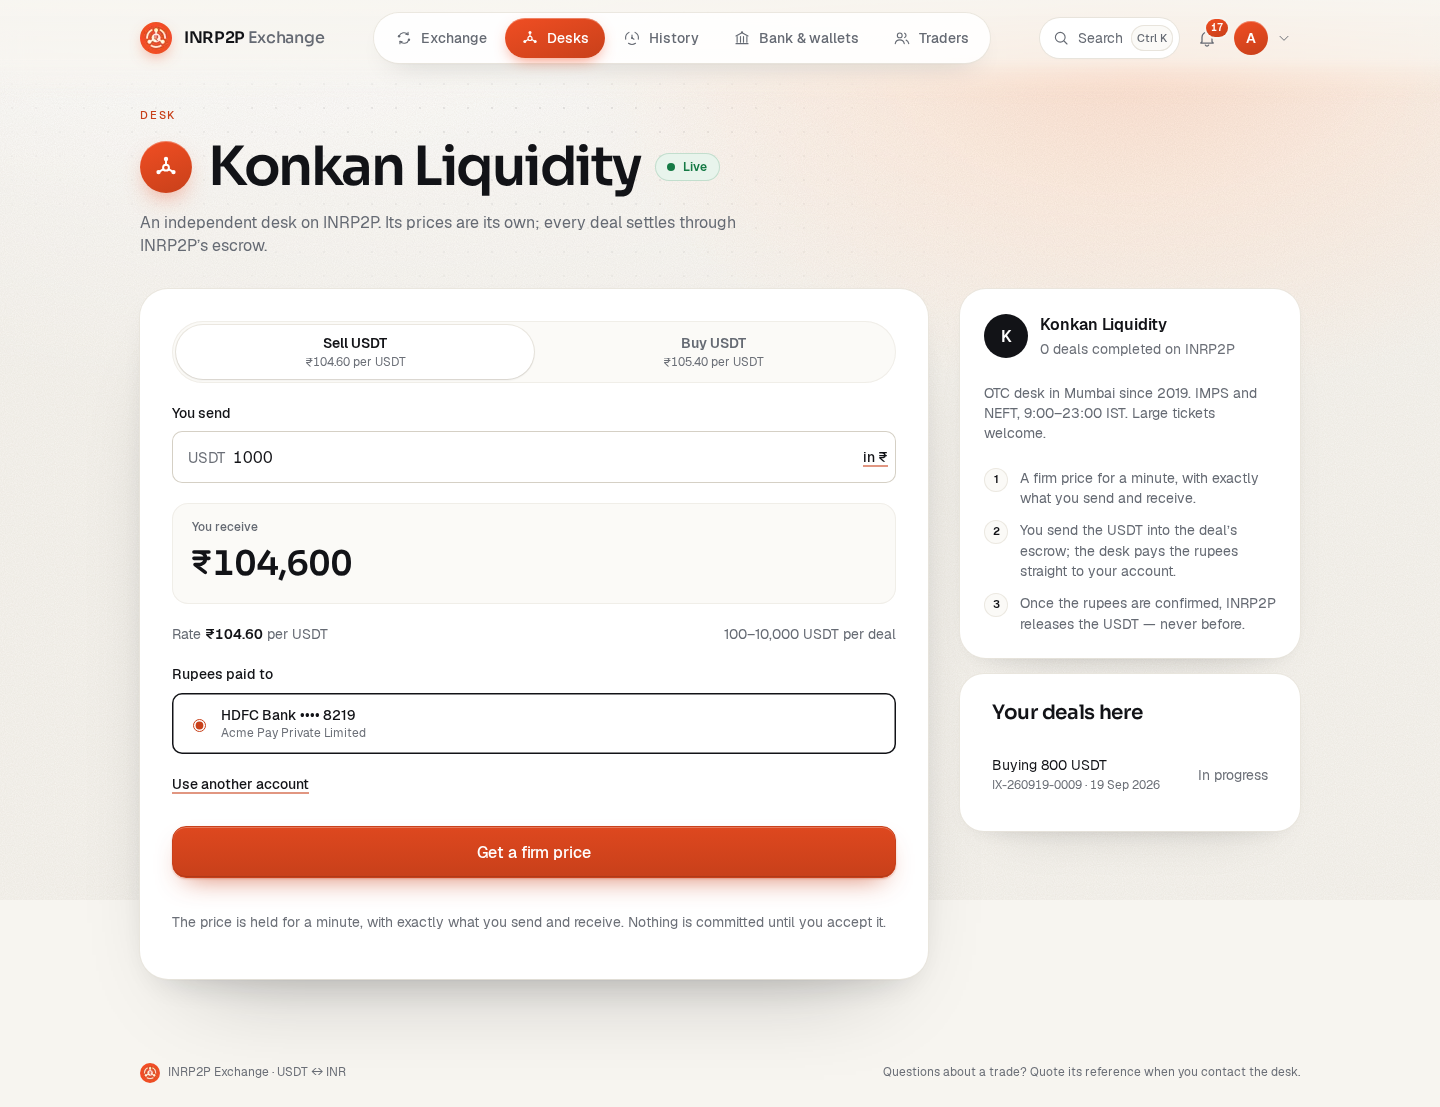 INRP2P Exchange
Exchange
Desks
History
Bank & wallets
Traders
Search
Ctrl K
17
A
DESK
Konkan Liquidity
Live
An independent desk on INRP2P. Its prices are its own; every deal settles through
INRP2P's escrow.
Sell USDT
₹104.60 per USDT
Buy USDT
₹105.40 per USDT
You send
USDT 1000
in ₹
You receive
₹104,600
Rate ₹104.60 per USDT
100–10,000 USDT per deal
Rupees paid to
HDFC Bank •••• 8219
Acme Pay Private Limited
Use another account
Get a firm price
The price is held for a minute, with exactly what you send and receive. Nothing is committed until you accept it.
K
Konkan Liquidity
0 deals completed on INRP2P
OTC desk in Mumbai since 2019. IMPS and
NEFT, 9:00–23:00 IST. Large tickets
welcome.
1
A firm price for a minute, with exactly
what you send and receive.
2
You send the USDT into the deal's
escrow; the desk pays the rupees
straight to your account.
3
Once the rupees are confirmed, INRP2P
releases the USDT — never before.
Your deals here
Buying 800 USDT
IX-260919-0009 · 19 Sep 2026
In progress
INRP2P Exchange · USDT ↔ INR
Questions about a trade? Quote its reference when you contact the desk.